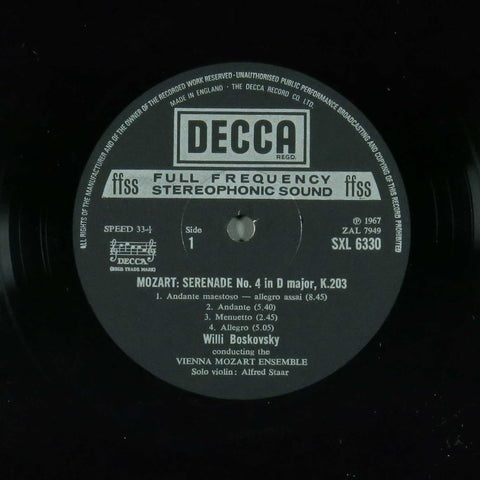 ALL RIGHTS OF THE MANUFACTURER AND OF THE OWNER OF THE RECORDED WORK RESERVED · UNAUTHORISED PUBLIC PERFORMANCE BROADCASTING AND COPYING OF THIS RECORD PROHIBITED
MADE IN ENGLAND · THE DECCA RECORD CO. LTD.
DECCA
REGD.
ffss FULL FREQUENCY STEREOPHONIC SOUND ffss
SPEED 33⅓
Side
1
℗ 1967
ZAL 7949
SXL 6330
DECCA
(REGD. TRADE MARK)
MOZART: SERENADE No. 4 in D major, K.203
1. Andante maestoso — allegro assai (8.45)
2. Andante (5.40)
3. Menuetto (2.45)
4. Allegro (5.05)
Willi Boskovsky
conducting the
VIENNA MOZART ENSEMBLE
Solo violin: Alfred Staar